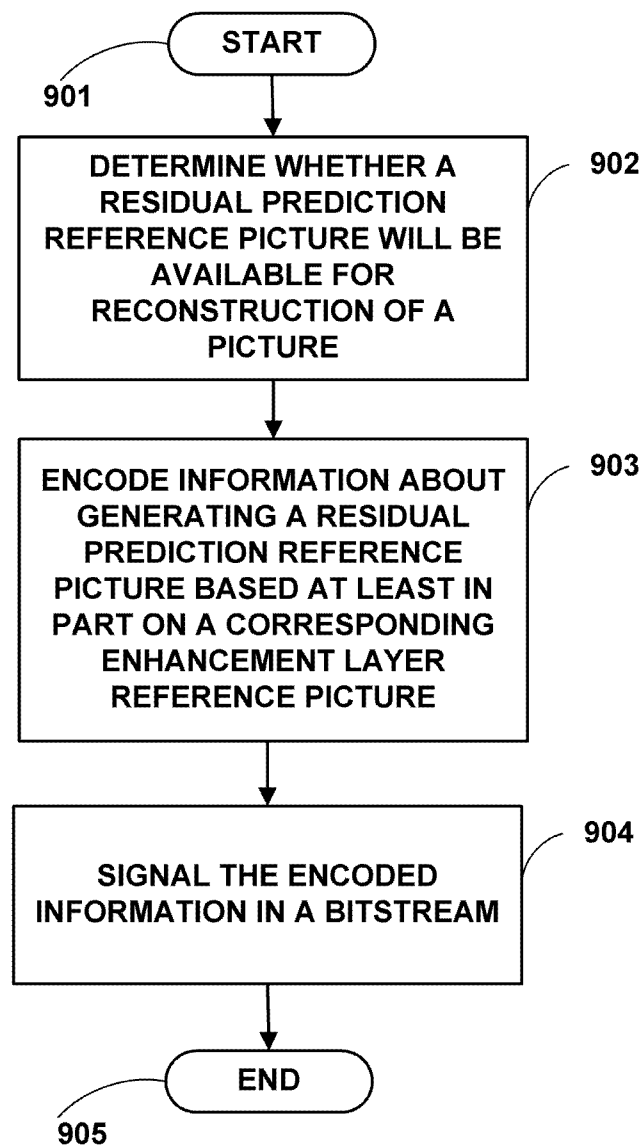 START
901
DETERMINE WHETHER A
RESIDUAL PREDICTION
REFERENCE PICTURE WILL BE
AVAILABLE FOR
RECONSTRUCTION OF A
PICTURE
902
ENCODE INFORMATION ABOUT
GENERATING A RESIDUAL
PREDICTION REFERENCE
PICTURE BASED AT LEAST IN
PART ON A CORRESPONDING
ENHANCEMENT LAYER
REFERENCE PICTURE
903
SIGNAL THE ENCODED
INFORMATION IN A BITSTREAM
904
END
905